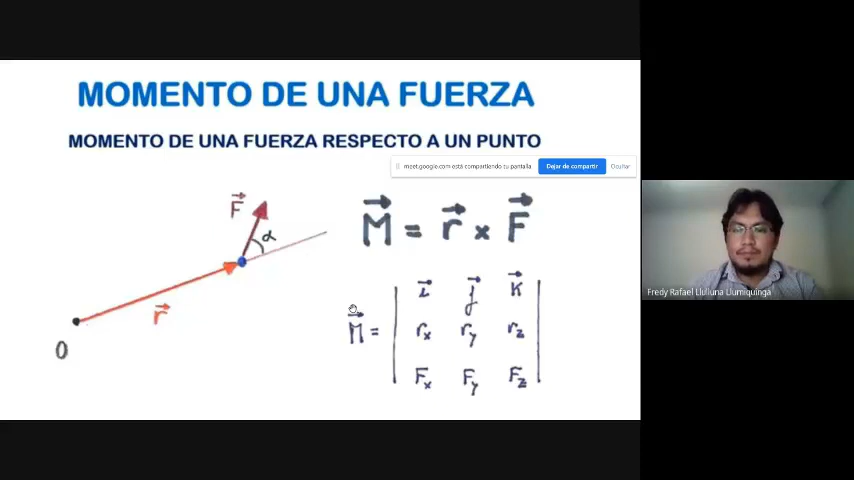 MOMENTO DE UNA FUERZA
MOMENTO DE UNA FUERZA RESPECTO A UN PUNTO
meet.google.com está compartiendo tu pantalla Dejar de compartir Ocultar
F⃗
α
r⃗
O
M⃗ = r⃗ x F⃗
M⃗ =
i⃗ j⃗ k⃗
rx ry rz
Fx Fy Fz
Fredy Rafael Llulluna Llumiquinga